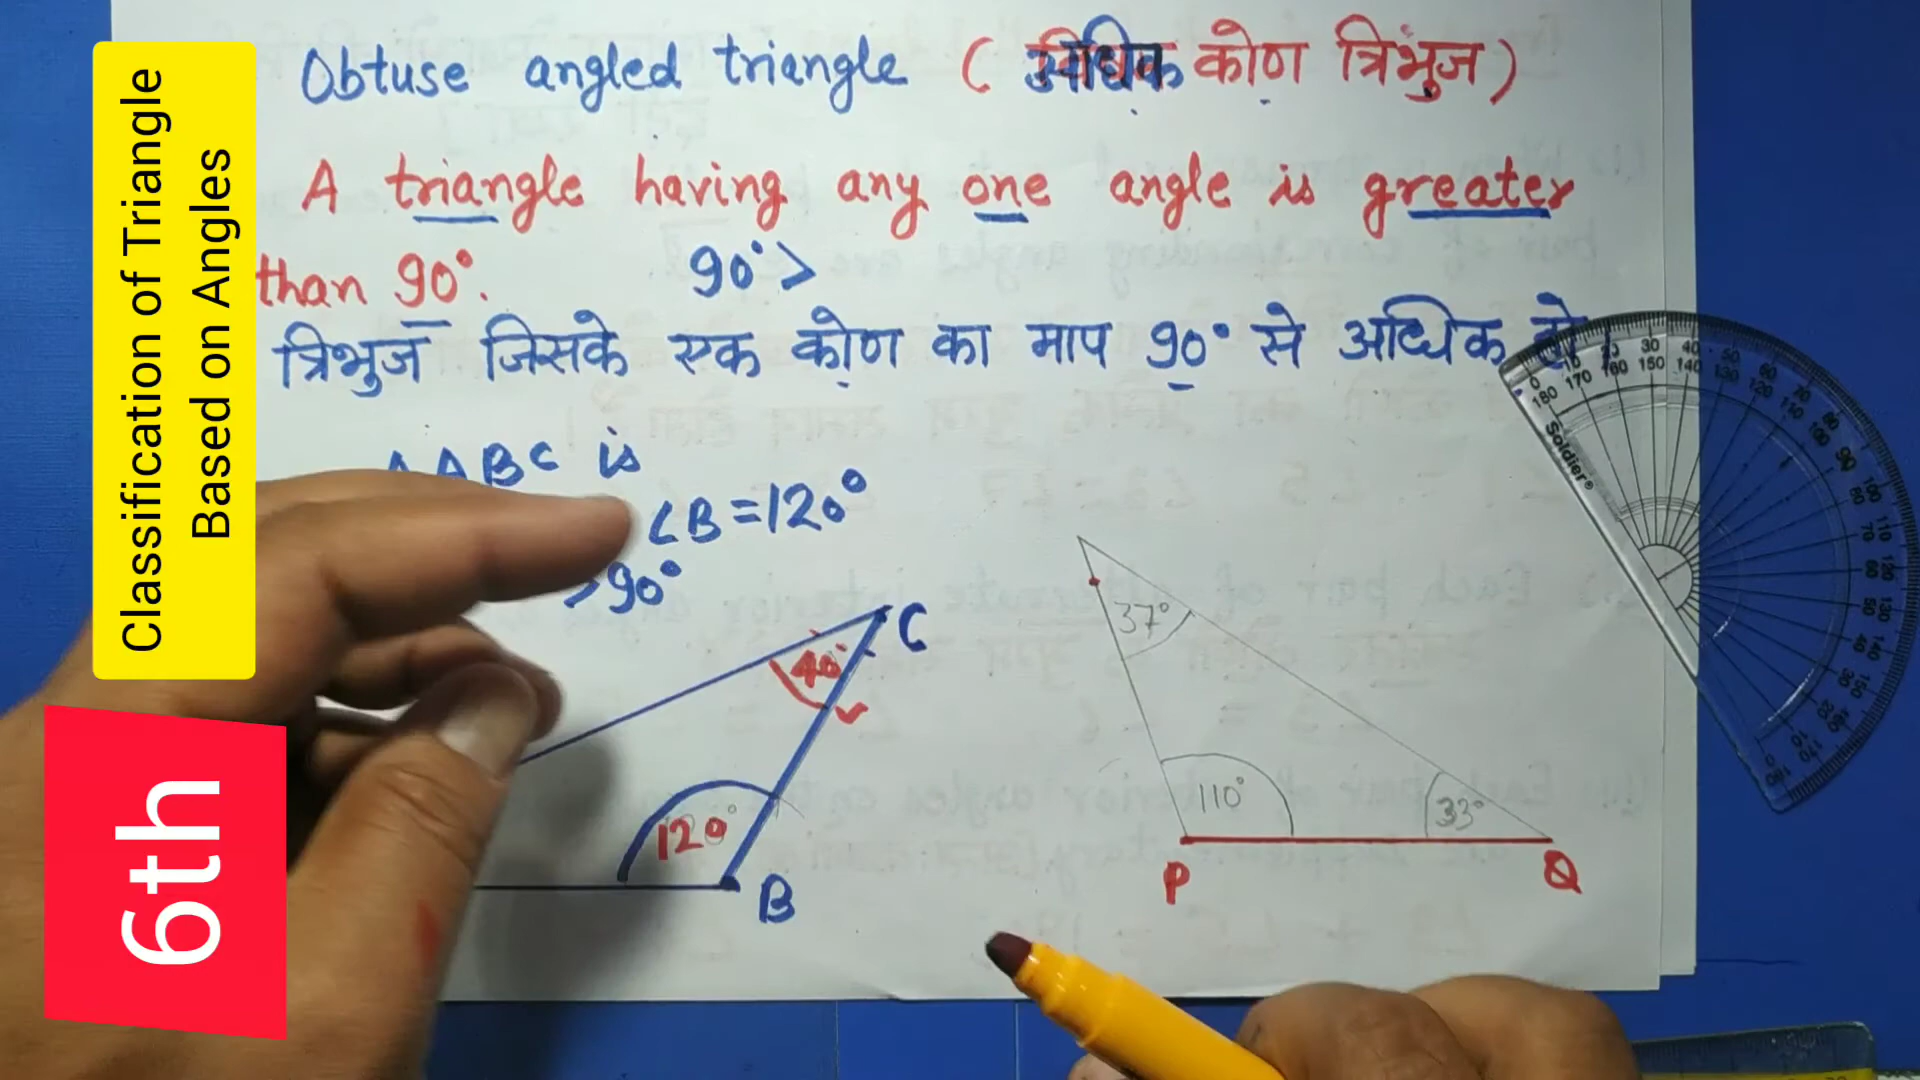 Classification of Triangle
Based on Angles
6th
Obtuse angled triangle ( अधिक कोण त्रिभुज )
A triangle having any one angle is greater
than 90°.
90°>
त्रिभुज जिसके एक कोण का माप 90° से अधिक हो।
ABC is
∠B =120°
>90°
C
40°
120°
B
37°
110°
33°
P
Q
Soldier®